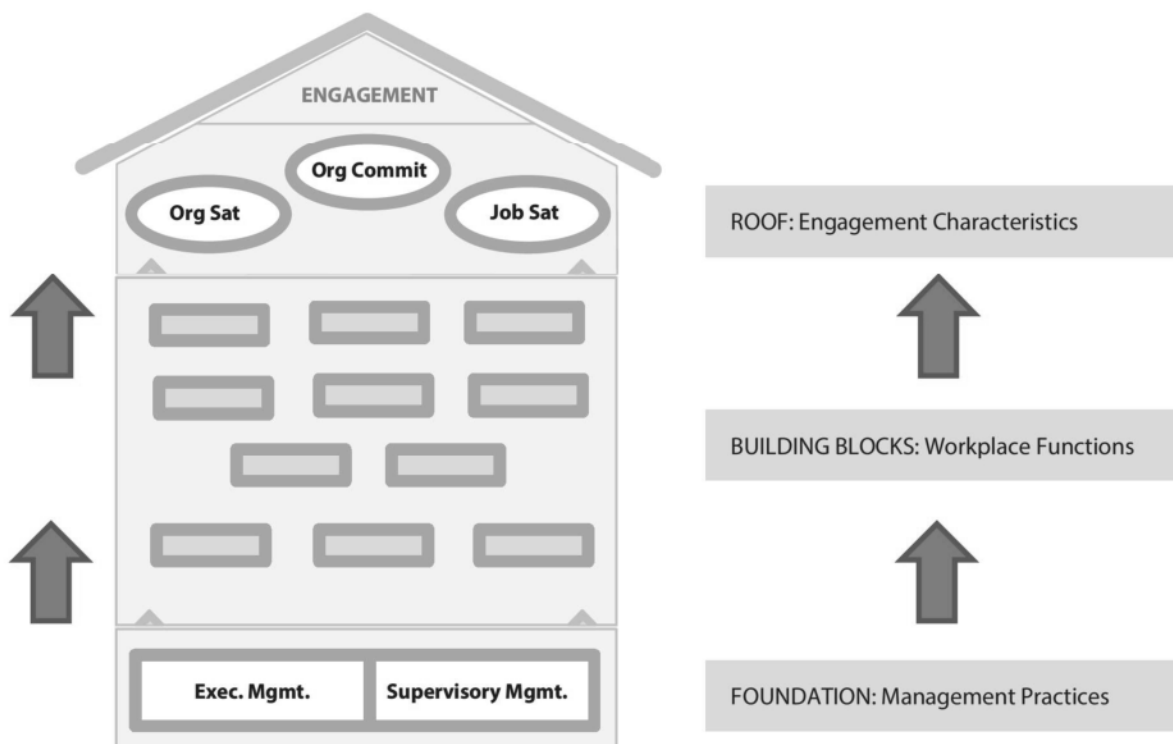 ENGAGEMENT
Org Commit
Org Sat
Job Sat
ROOF: Engagement Characteristics
BUILDING BLOCKS: Workplace Functions
Exec. Mgmt.
Supervisory Mgmt.
FOUNDATION: Management Practices